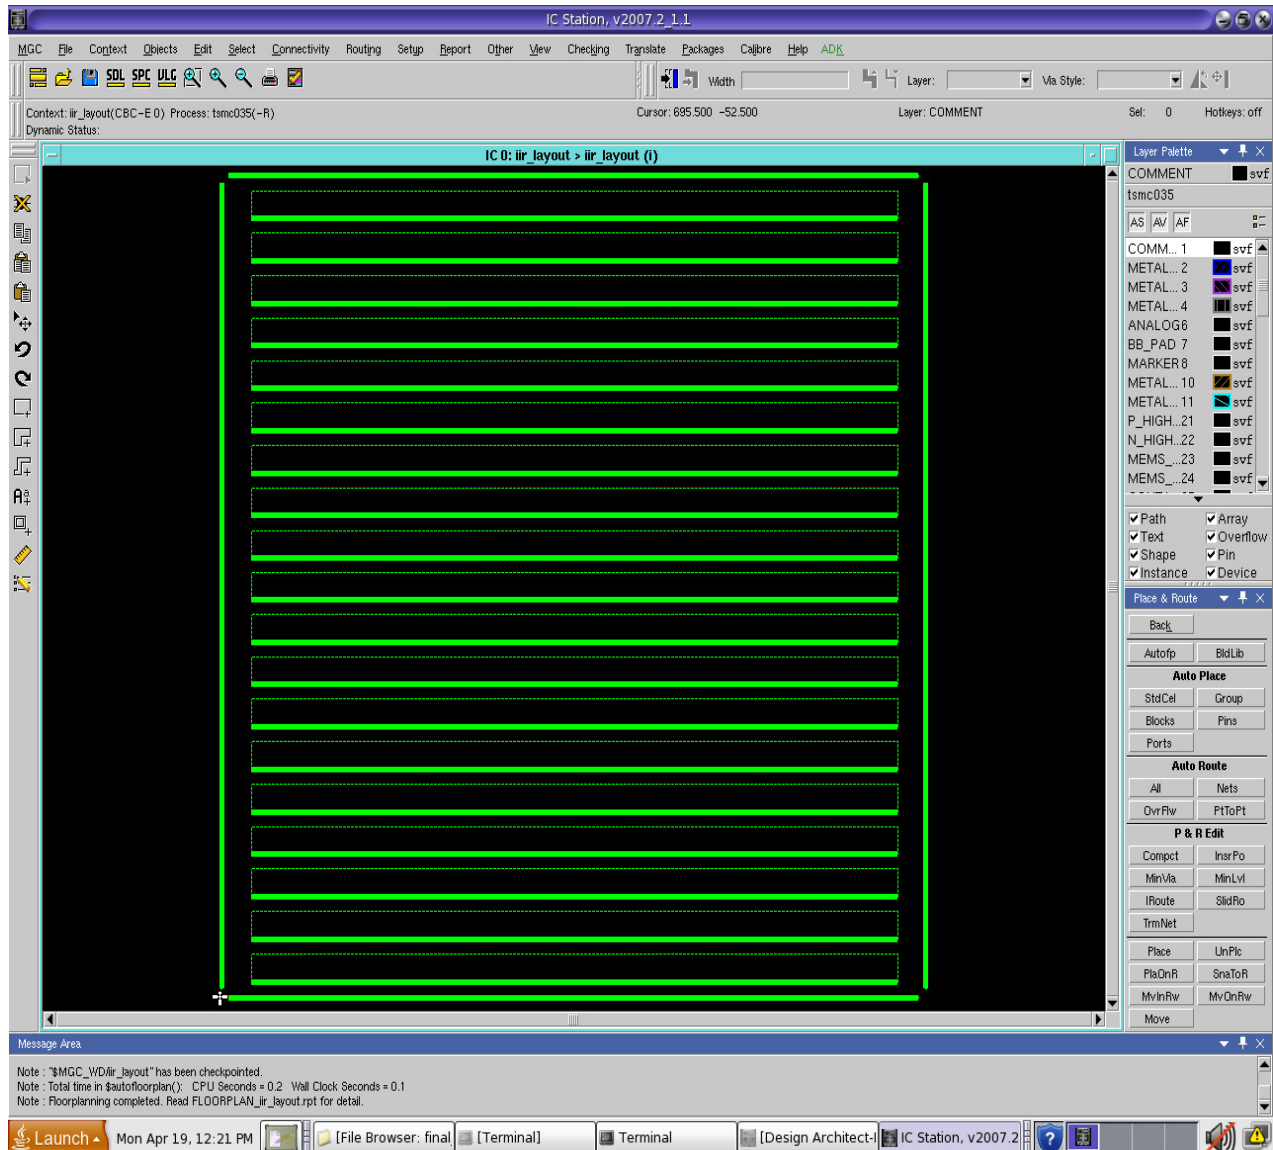 IC Station, v2007.2_1.1
MGC File Context Objects Edit Select Connectivity Routing Setup Report Other View Checking Translate Packages Calibre Help ADK
SDL SPC VLG Width Layer: Via Style:
Context: iir_layout(CBC-E 0) Process: tsmc035(-R) Cursor: 695.500 -52.500 Layer: COMMENT Sel: 0 Hotkeys: off
Dynamic Status:
IC 0: iir_layout > iir_layout (i)
Layer Palette
COMMENT svf
tsmc035
AS AV AF
COMM... 1 svf
METAL... 2 svf
METAL... 3 svf
METAL... 4 svf
ANALOG6 svf
BB_PAD 7 svf
MARKER 8 svf
METAL... 10 svf
METAL... 11 svf
P_HIGH...21 svf
N_HIGH...22 svf
MEMS_...23 svf
MEMS_...24 svf
Path Array
Text Overflow
Shape Pin
Instance Device
Place & Route
Back
Autofp BldLib
Auto Place
StdCel Group
Blocks Pins
Ports
Auto Route
All Nets
OvrFlw PtToPt
P & R Edit
Compct InsrPo
MinVia MinLvl
IRoute SlidRo
TrmNet
Place UnPlc
PlaOnR SnaToR
MvInRw MvOnRw
Move
Message Area
Note : "$MGC_WD/iir_layout" has been checkpointed.
Note : Total time in $autofloorplan(): CPU Seconds = 0.2 Wall Clock Seconds = 0.1
Note : Floorplanning completed. Read FLOORPLAN_iir_layout.rpt for detail.
Launch Mon Apr 19, 12:21 PM [File Browser: final [Terminal] Terminal [Design Architect-I IC Station, v2007.2